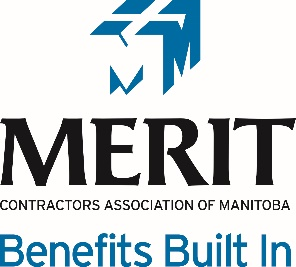 MERIT
CONTRACTORS ASSOCIATION OF MANITOBA
Benefits Built In